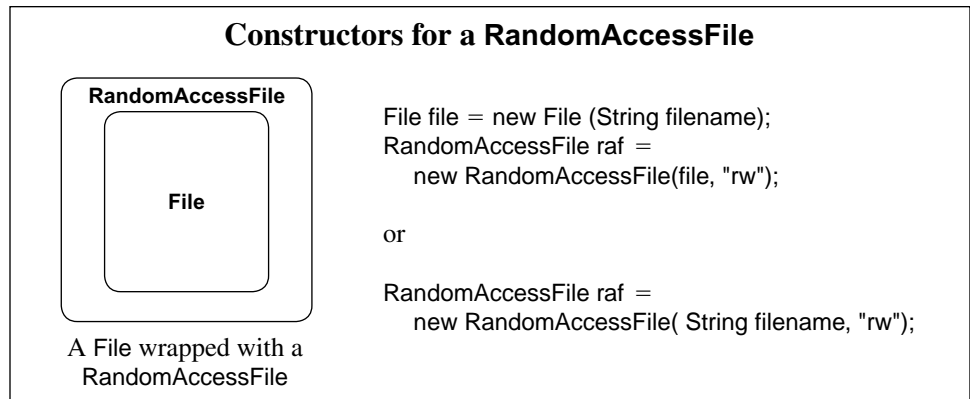 Constructors for a RandomAccessFile
RandomAccessFile
File
A File wrapped with a
RandomAccessFile
File file = new File (String filename);
RandomAccessFile raf =
new RandomAccessFile(file, "rw");
or
RandomAccessFile raf =
new RandomAccessFile( String filename, "rw");